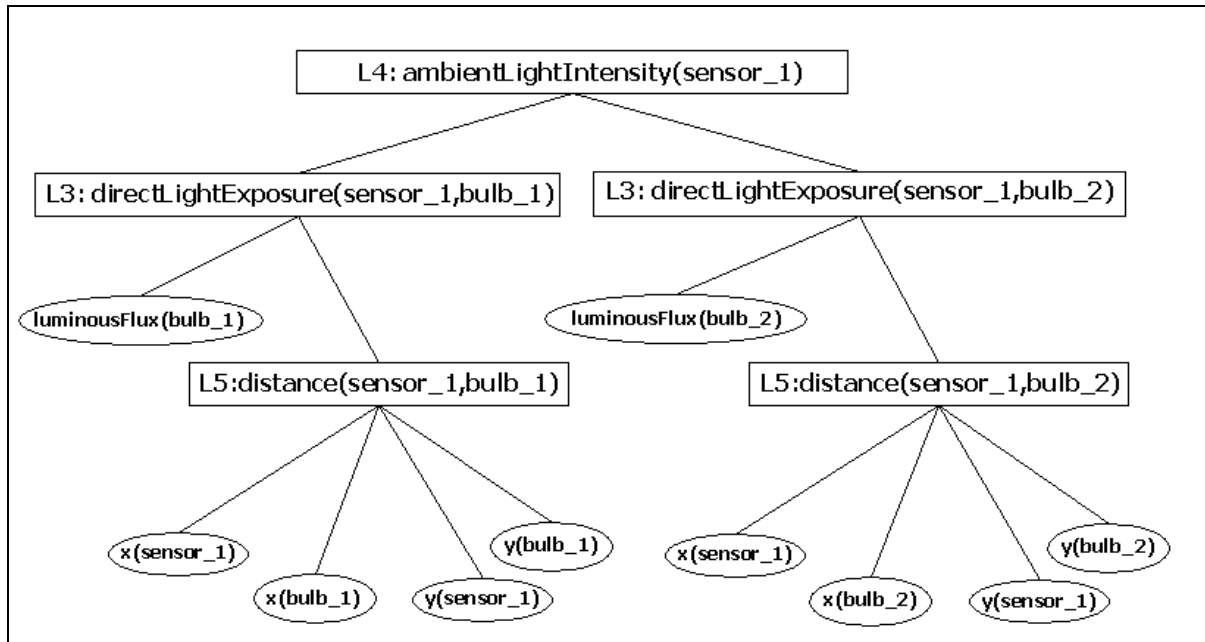 L4: ambientLightIntensity(sensor_1)
L3: directLightExposure(sensor_1,bulb_1)
L3: directLightExposure(sensor_1,bulb_2)
luminousFlux(bulb_1)
luminousFlux(bulb_2)
L5:distance(sensor_1,bulb_1)
L5:distance(sensor_1,bulb_2)
x(sensor_1)
x(bulb_1)
y(sensor_1)
y(bulb_1)
x(sensor_1)
x(bulb_2)
y(sensor_1)
y(bulb_2)